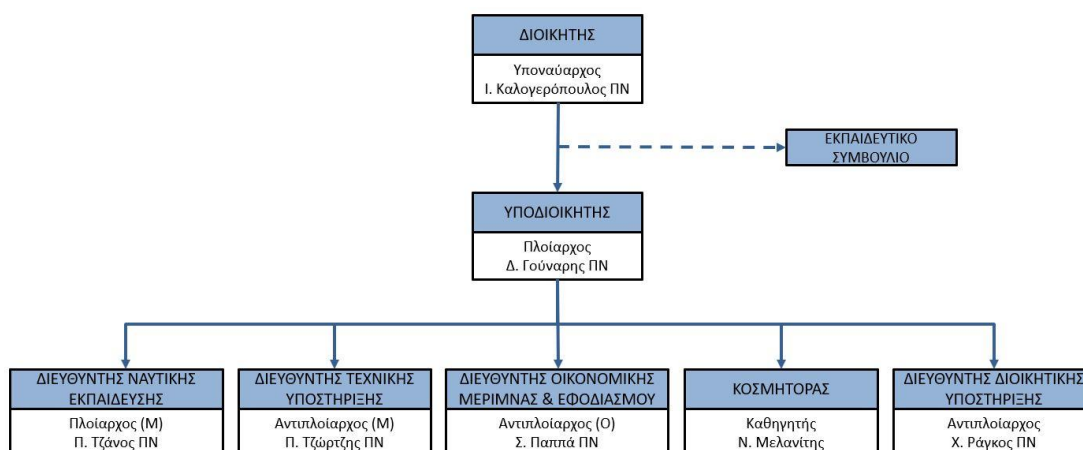 ΔΙΟΙΚΗΤΗΣ
Υποναύαρχος
Ι. Καλογερόπουλος ΠΝ
ΕΚΠΑΙΔΕΥΤΙΚΟ
ΣΥΜΒΟΥΛΙΟ
ΥΠΟΔΙΟΙΚΗΤΗΣ
Πλοίαρχος
Δ. Γούναρης ΠΝ
ΔΙΕΥΘΥΝΤΗΣ ΝΑΥΤΙΚΗΣ
ΕΚΠΑΙΔΕΥΣΗΣ
Πλοίαρχος (Μ)
Π. Τζάνος ΠΝ
ΔΙΕΥΘΥΝΤΗΣ ΤΕΧΝΙΚΗΣ
ΥΠΟΣΤΗΡΙΞΗΣ
Αντιπλοίαρχος (Μ)
Π. Τζώρτζης ΠΝ
ΔΙΕΥΘΥΝΤΗΣ ΟΙΚΟΝΟΜΙΚΗΣ
ΜΕΡΙΜΝΑΣ & ΕΦΟΔΙΑΣΜΟΥ
Αντιπλοίαρχος (Ο)
Σ. Παππά ΠΝ
ΚΟΣΜΗΤΟΡΑΣ
Καθηγητής
Ν. Μελανίτης
ΔΙΕΥΘΥΝΤΗΣ ΔΙΟΙΚΗΤΙΚΗΣ
ΥΠΟΣΤΗΡΙΞΗΣ
Αντιπλοίαρχος
Χ. Ράγκος ΠΝ